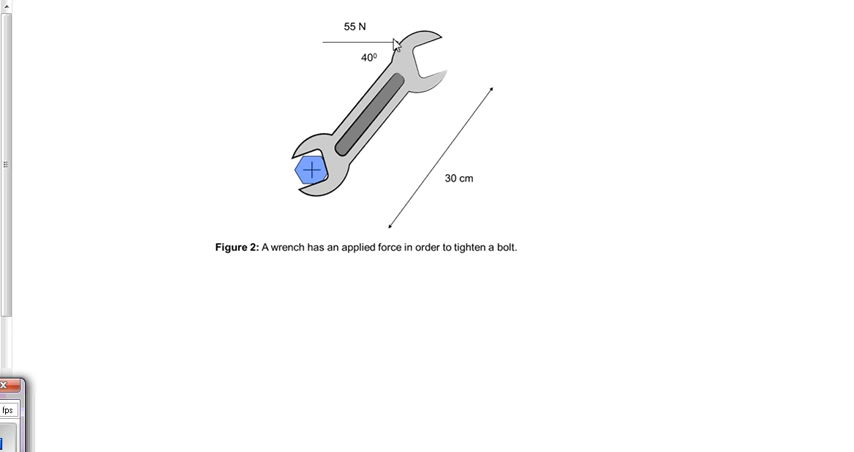 55 N
40⁰
30 cm
Figure 2: A wrench has an applied force in order to tighten a bolt.
fps